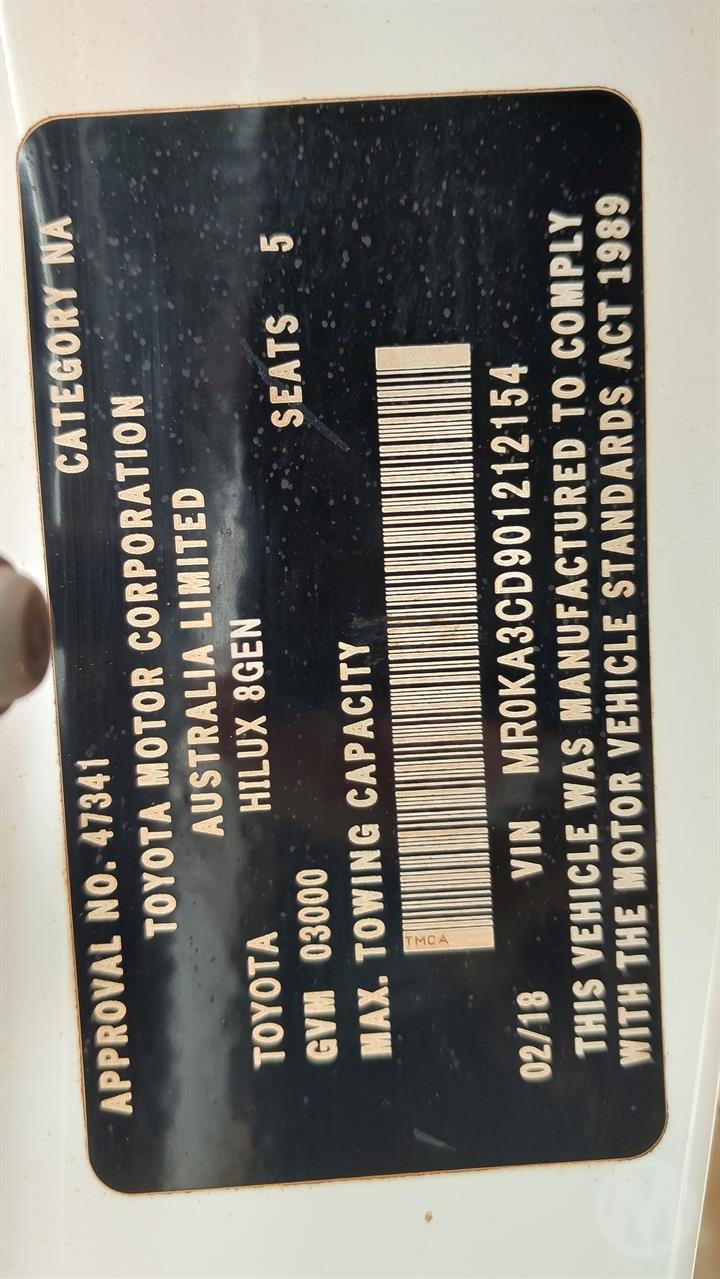 APPROVAL NO. 47341 CATEGORY NA
TOYOTA MOTOR CORPORATION
AUSTRALIA LIMITED
TOYOTA HILUX 8GEN
GVM 03000 SEATS 5
MAX. TOWING CAPACITY
TMCA
02/18 VIN MR0KA3CD901212154
THIS VEHICLE WAS MANUFACTURED TO COMPLY
WITH THE MOTOR VEHICLE STANDARDS ACT 1989
M